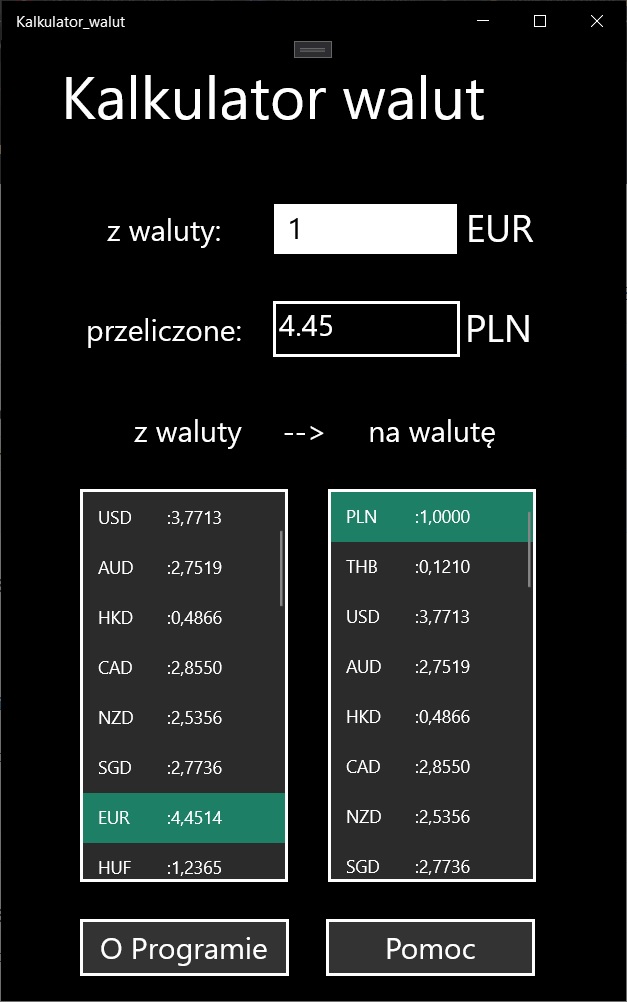 Kalkulator_walut
Kalkulator walut
z waluty: 1 EUR
przeliczone: 4.45 PLN
z waluty --> na walutę
USD :3,7713
AUD :2,7519
HKD :0,4866
CAD :2,8550
NZD :2,5356
SGD :2,7736
EUR :4,4514
HUF :1,2365
PLN :1,0000
THB :0,1210
USD :3,7713
AUD :2,7519
HKD :0,4866
CAD :2,8550
NZD :2,5356
SGD :2,7736
O Programie
Pomoc